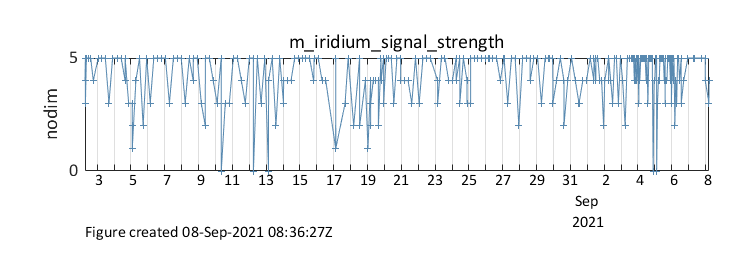 m_iridium_signal_strength
5
nodim
0
3 5 7 9 11 13 15 17 19 21 23 25 27 29 31 2 4 6 8
Sep
2021
Figure created 08-Sep-2021 08:36:27Z